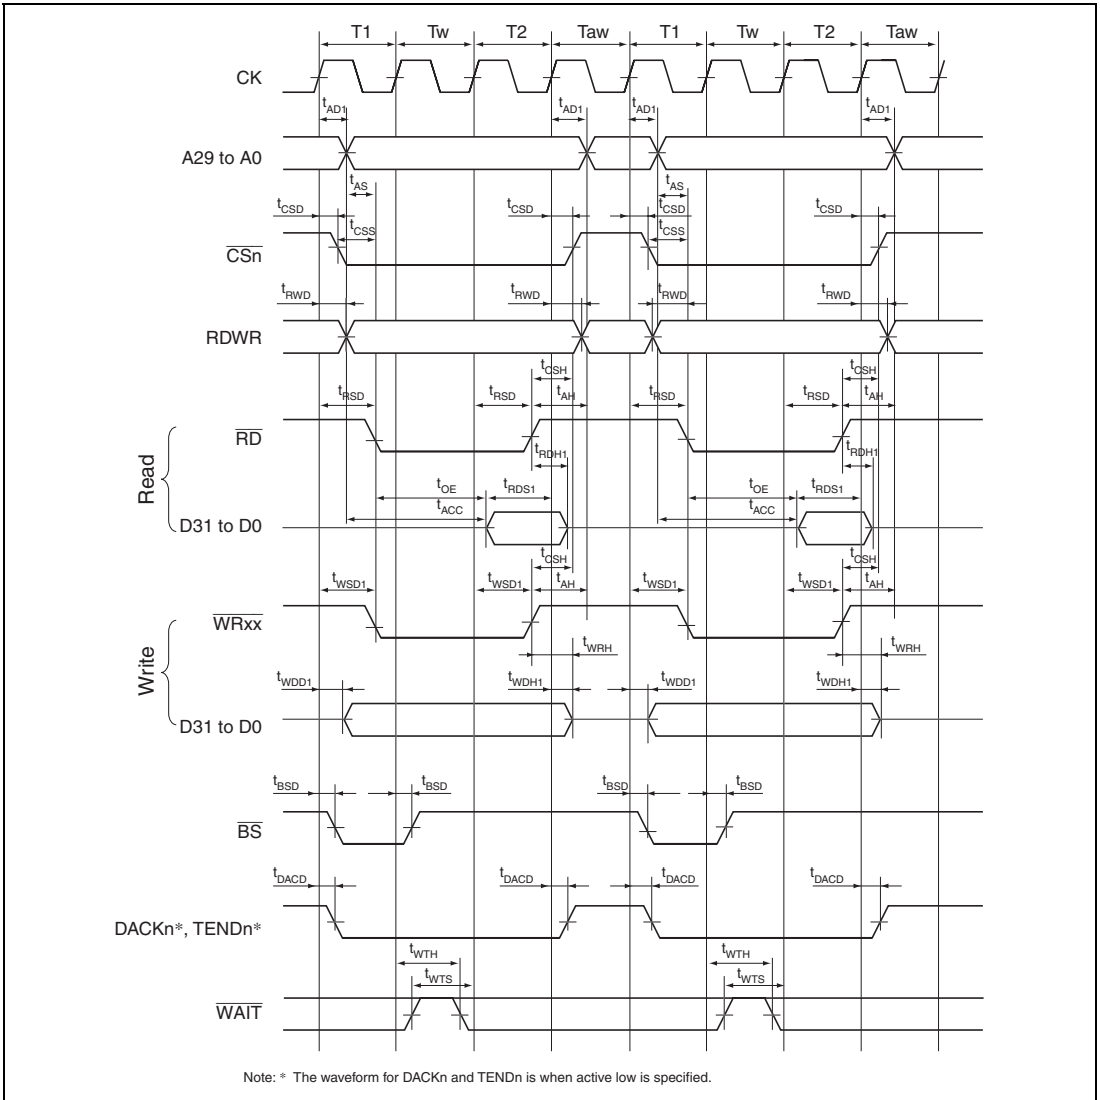 T1 Tw T2 Taw T1 Tw T2 Taw
CK
tAD1 tAD1 tAD1 tAD1
A29 to A0
tAS tAS
tCSD tCSD tCSD tCSD
tCSS tCSS
CSn
tRWD tRWD tRWD tRWD
RDWR
tCSH tCSH
tRSD tRSD tAH tRSD tRSD tAH
RD
tRDH1 tRDH1
Read
tOE tRDS1 tOE tRDS1
tACC tACC
D31 to D0
tCSH tCSH
tWSD1 tWSD1 tAH tWSD1 tWSD1 tAH
WRxx
tWRH tWRH
Write
tWDD1 tWDH1 tWDD1 tWDH1
D31 to D0
tBSD tBSD tBSD tBSD
BS
tDACD tDACD tDACD tDACD
DACKn*, TENDn*
tWTH tWTH
tWTS tWTS
WAIT
Note: * The waveform for DACKn and TENDn is when active low is specified.